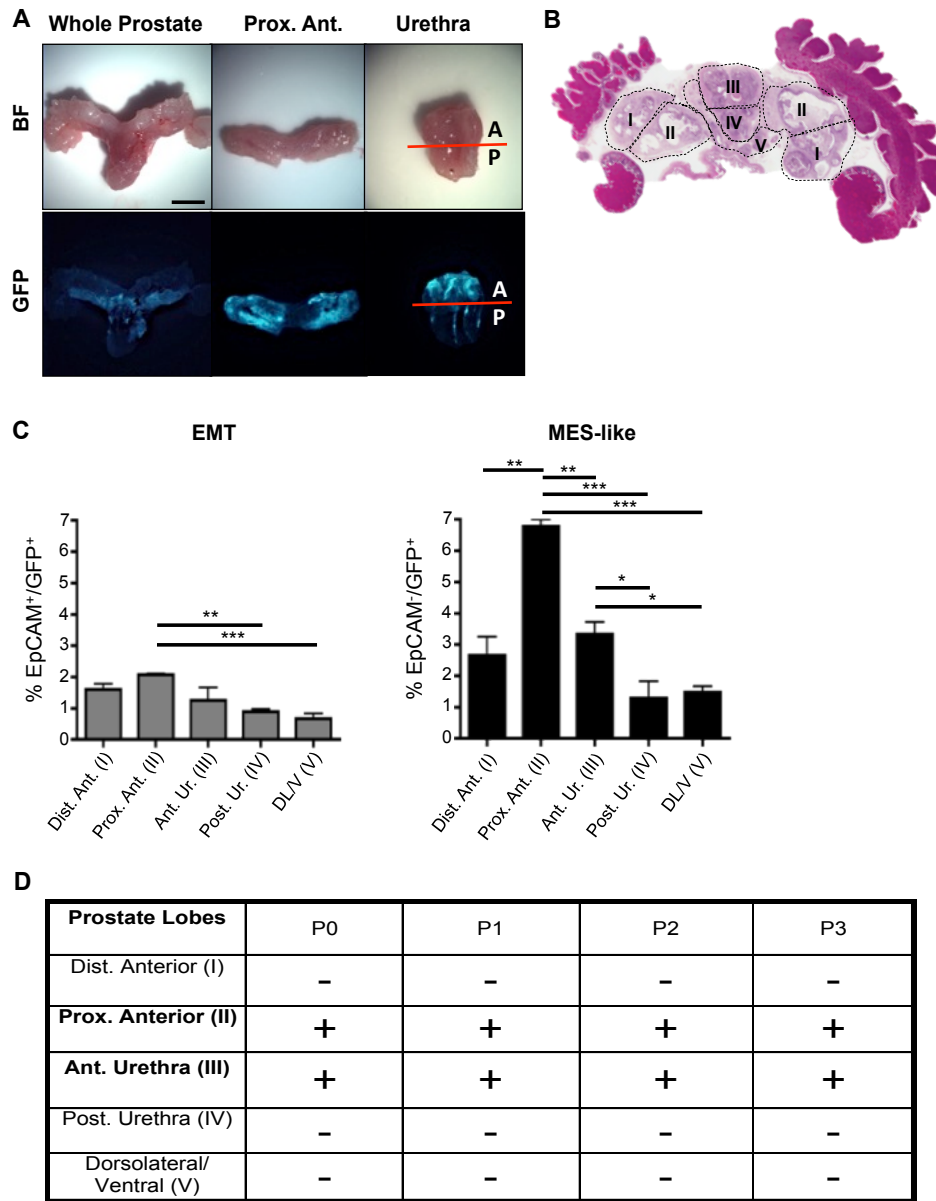 A
Whole Prostate Prox. Ant. Urethra
BF
A
P
GFP
A
P
B
I
II
III
IV
V
II
I
C
EMT
% EpCAM⁺/GFP⁺
7
6
5
4
3
2
1
0
**
***
Dist. Ant. (I)
Prox. Ant. (II)
Ant. Ur. (III)
Post. Ur. (IV)
DL/V (V)
MES-like
% EpCAM⁻/GFP⁺
7
6
5
4
3
2
1
0
** **
***
***
*
*
Dist. Ant. (I)
Prox. Ant. (II)
Ant. Ur. (III)
Post. Ur. (IV)
DL/V (V)
D
Prostate Lobes P0 P1 P2 P3
Dist. Anterior (I) - - - -
Prox. Anterior (II) + + + +
Ant. Urethra (III) + + + +
Post. Urethra (IV) - - - -
Dorsolateral/
Ventral (V) - - - -